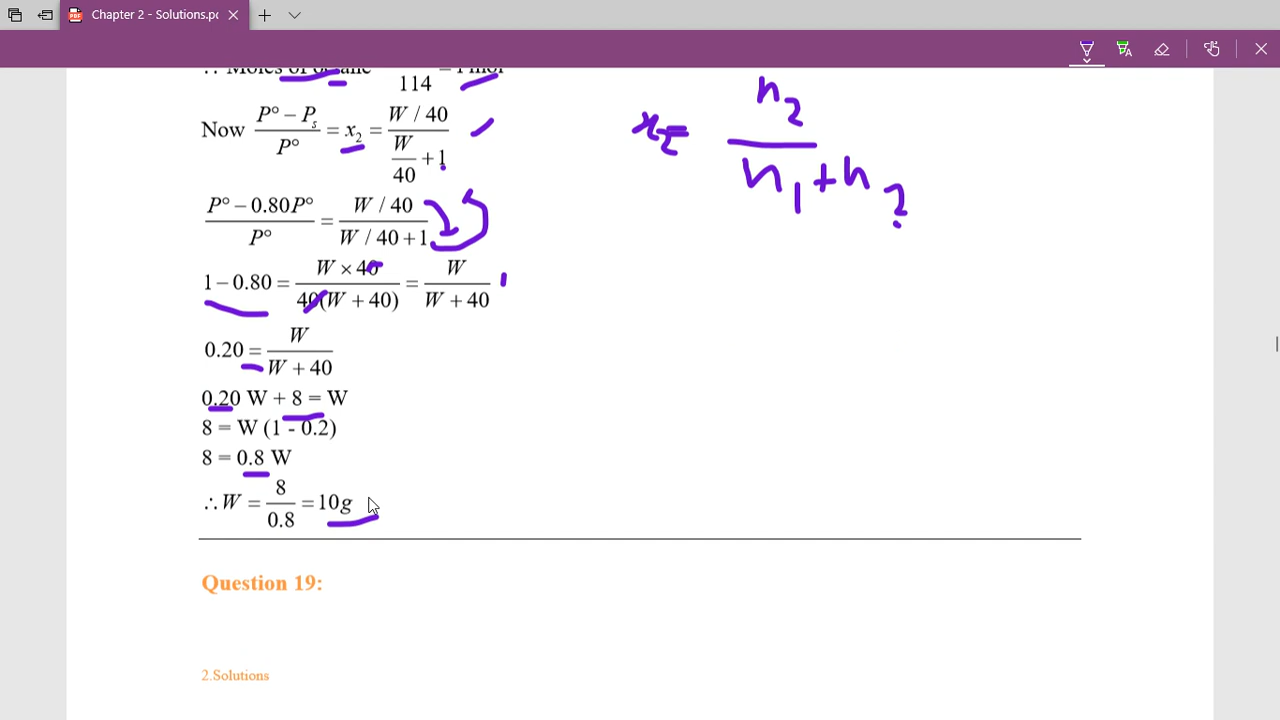 Chapter 2 - Solutions.pc
∴ Moles of octane 114 = 1 mol
Now P° – Pₛ / P° = x₂ = W / 40 / W/40 + 1
x₂ = n₂ / n₁ + n₂
P° – 0.80P° / P° = W / 40 / W / 40 + 1
1 – 0.80 = W × 40 / 40(W + 40) = W / W + 40
0.20 = W / W + 40
0.20 W + 8 = W
8 = W (1 - 0.2)
8 = 0.8 W
∴ W = 8 / 0.8 = 10g
Question 19:
2.Solutions